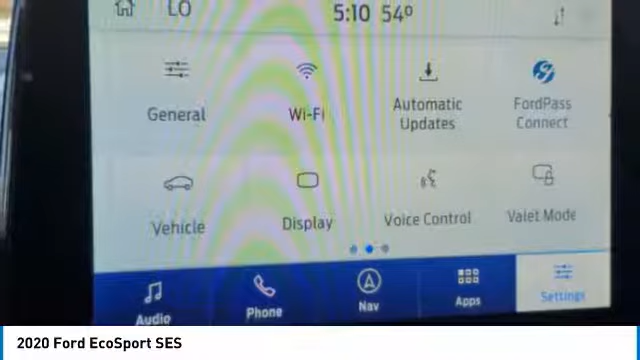 LO 5:10 54°
General Wi-Fi Automatic Updates FordPass Connect
Vehicle Display Voice Control Valet Mode
Audio Phone Nav Apps Settings
2020 Ford EcoSport SES